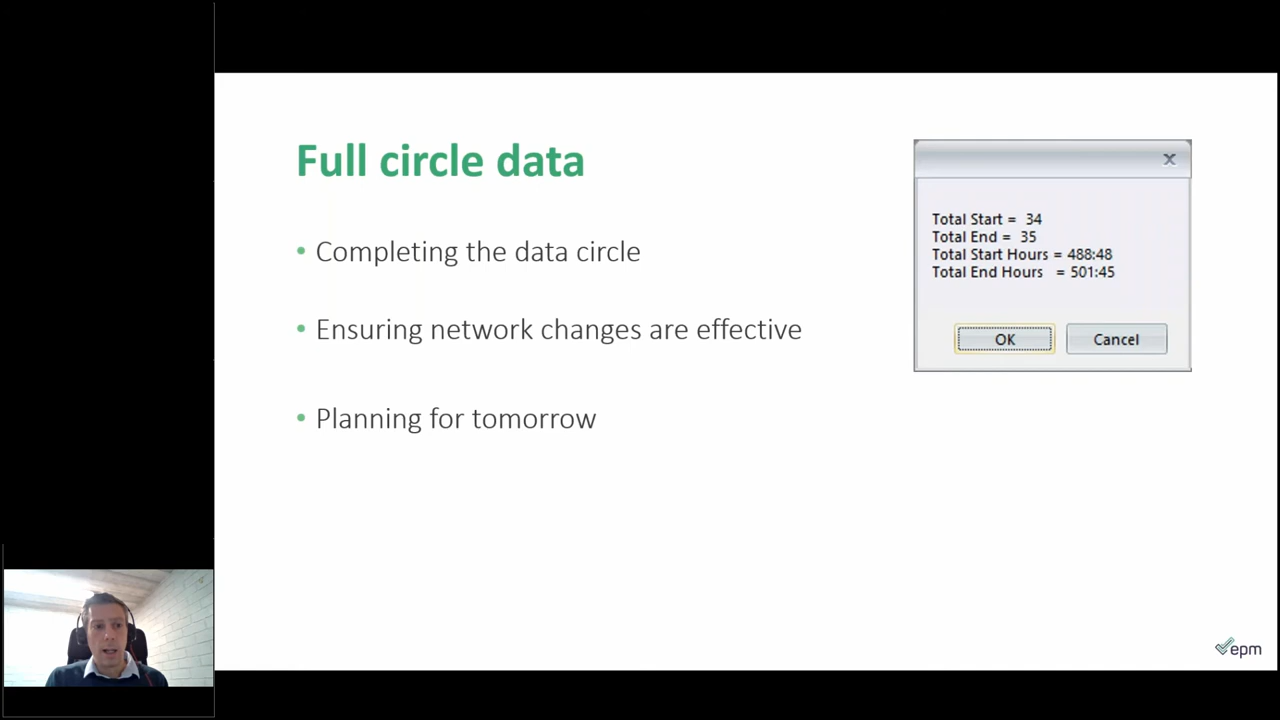 Full circle data
• Completing the data circle
• Ensuring network changes are effective
• Planning for tomorrow
Total Start = 34
Total End = 35
Total Start Hours = 488:48
Total End Hours = 501:45
OK
Cancel
epm